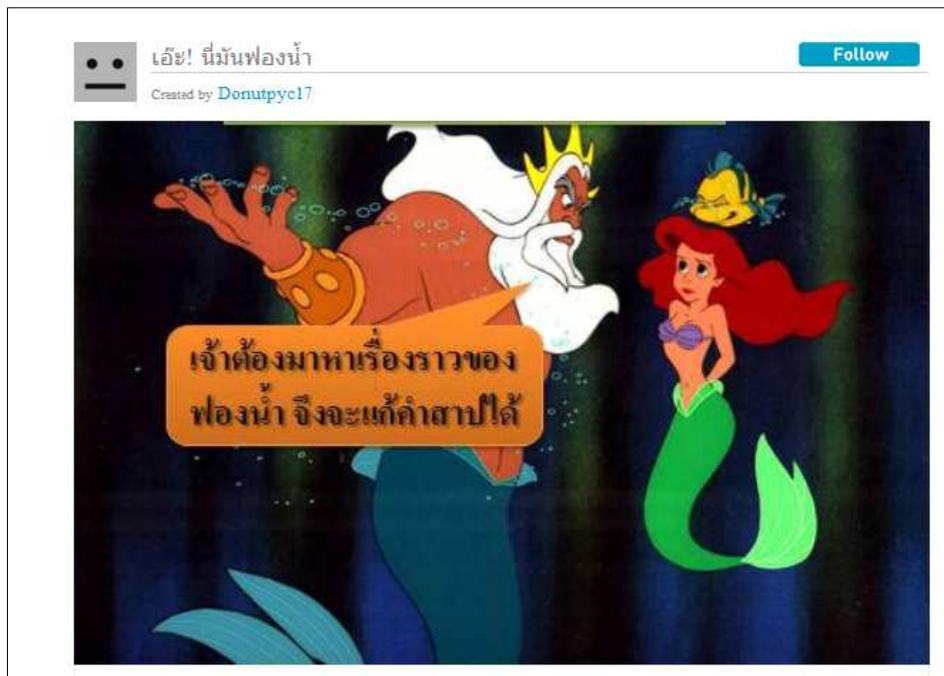 เอ๊ะ! นี่มันฟองน้ำ
Follow
Created by Donutpyc17
เจ้าต้องมาหาเรื่องราวของ
ฟองน้ำ จึงจะแก้คำสาปได้